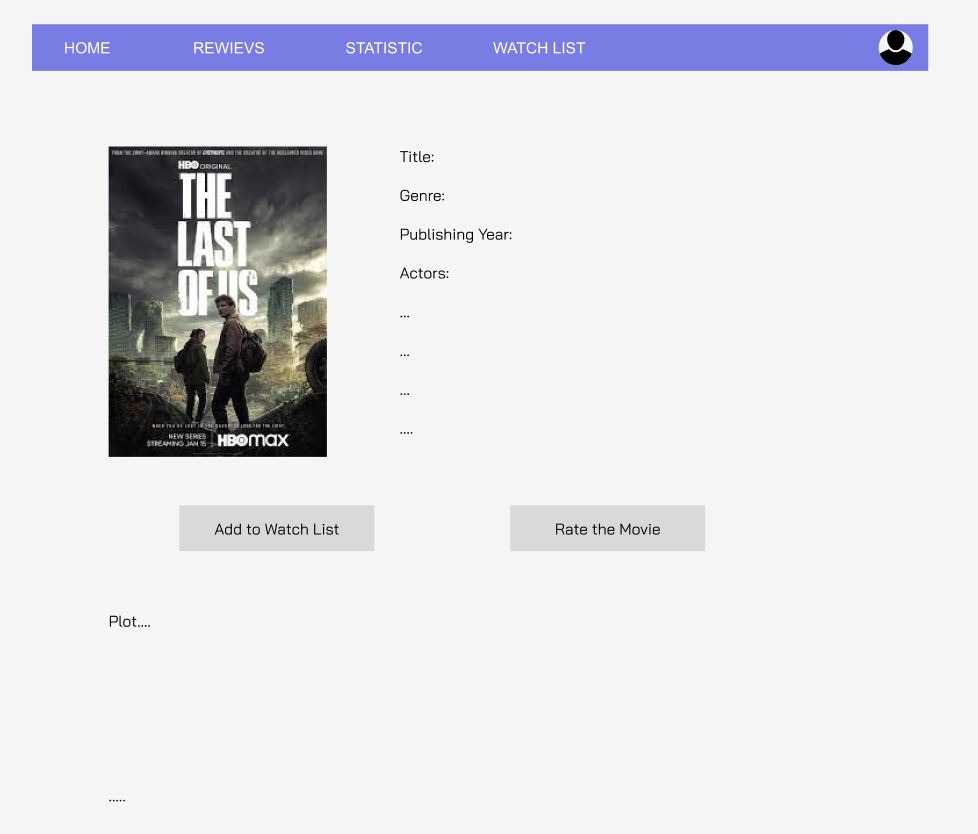 HOME
REWIEVS
STATISTIC
WATCH LIST
FROM THE EMMY-AWARD WINNING CREATOR OF CHERNOBYL AND THE CREATOR OF THE ACCLAIMED VIDEO GAME
HBO ORIGINAL
THE
LAST
OF US
WHEN YOU'RE LOST IN THE DARKNESS LOOK FOR THE LIGHT
NEW SERIES
STREAMING JAN 15
HBOMAX
Title:
Genre:
Publishing Year:
Actors:
...
...
...
....
Add to Watch List
Rate the Movie
Plot....
.....